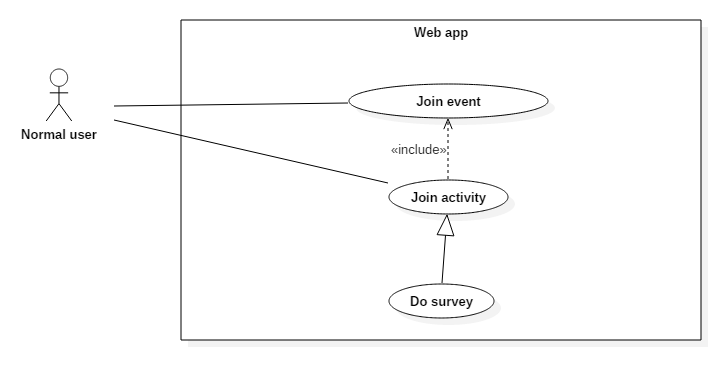 Web app
Join event
Normal user
«include»
Join activity
Do survey